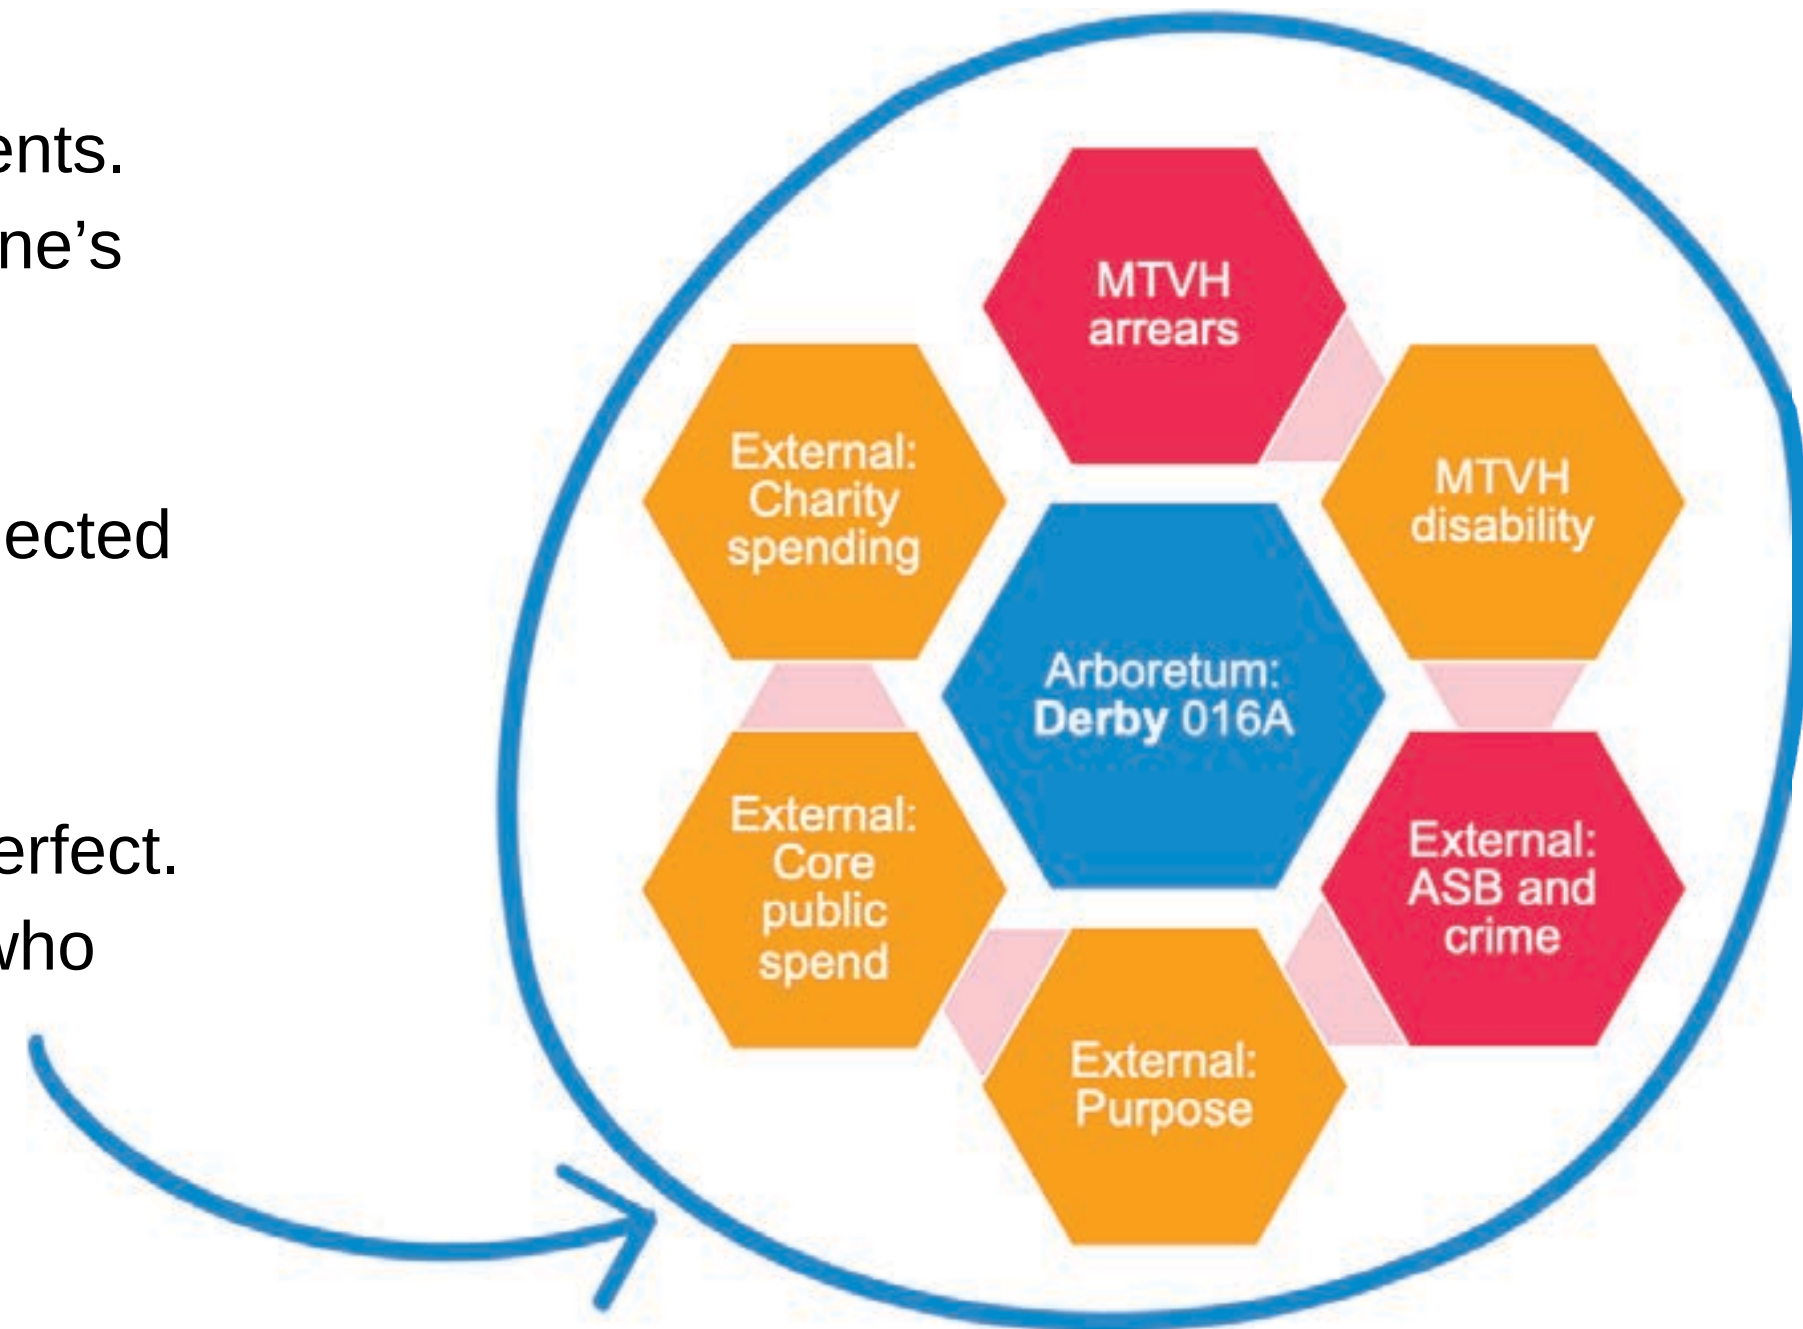 ents.
ne’s
ected
erfect.
who
MTVH
arrears
MTVH
disability
External:
ASB and
crime
External:
Purpose
External:
Core
public
spend
External:
Charity
spending
Arboretum:
Derby 016A